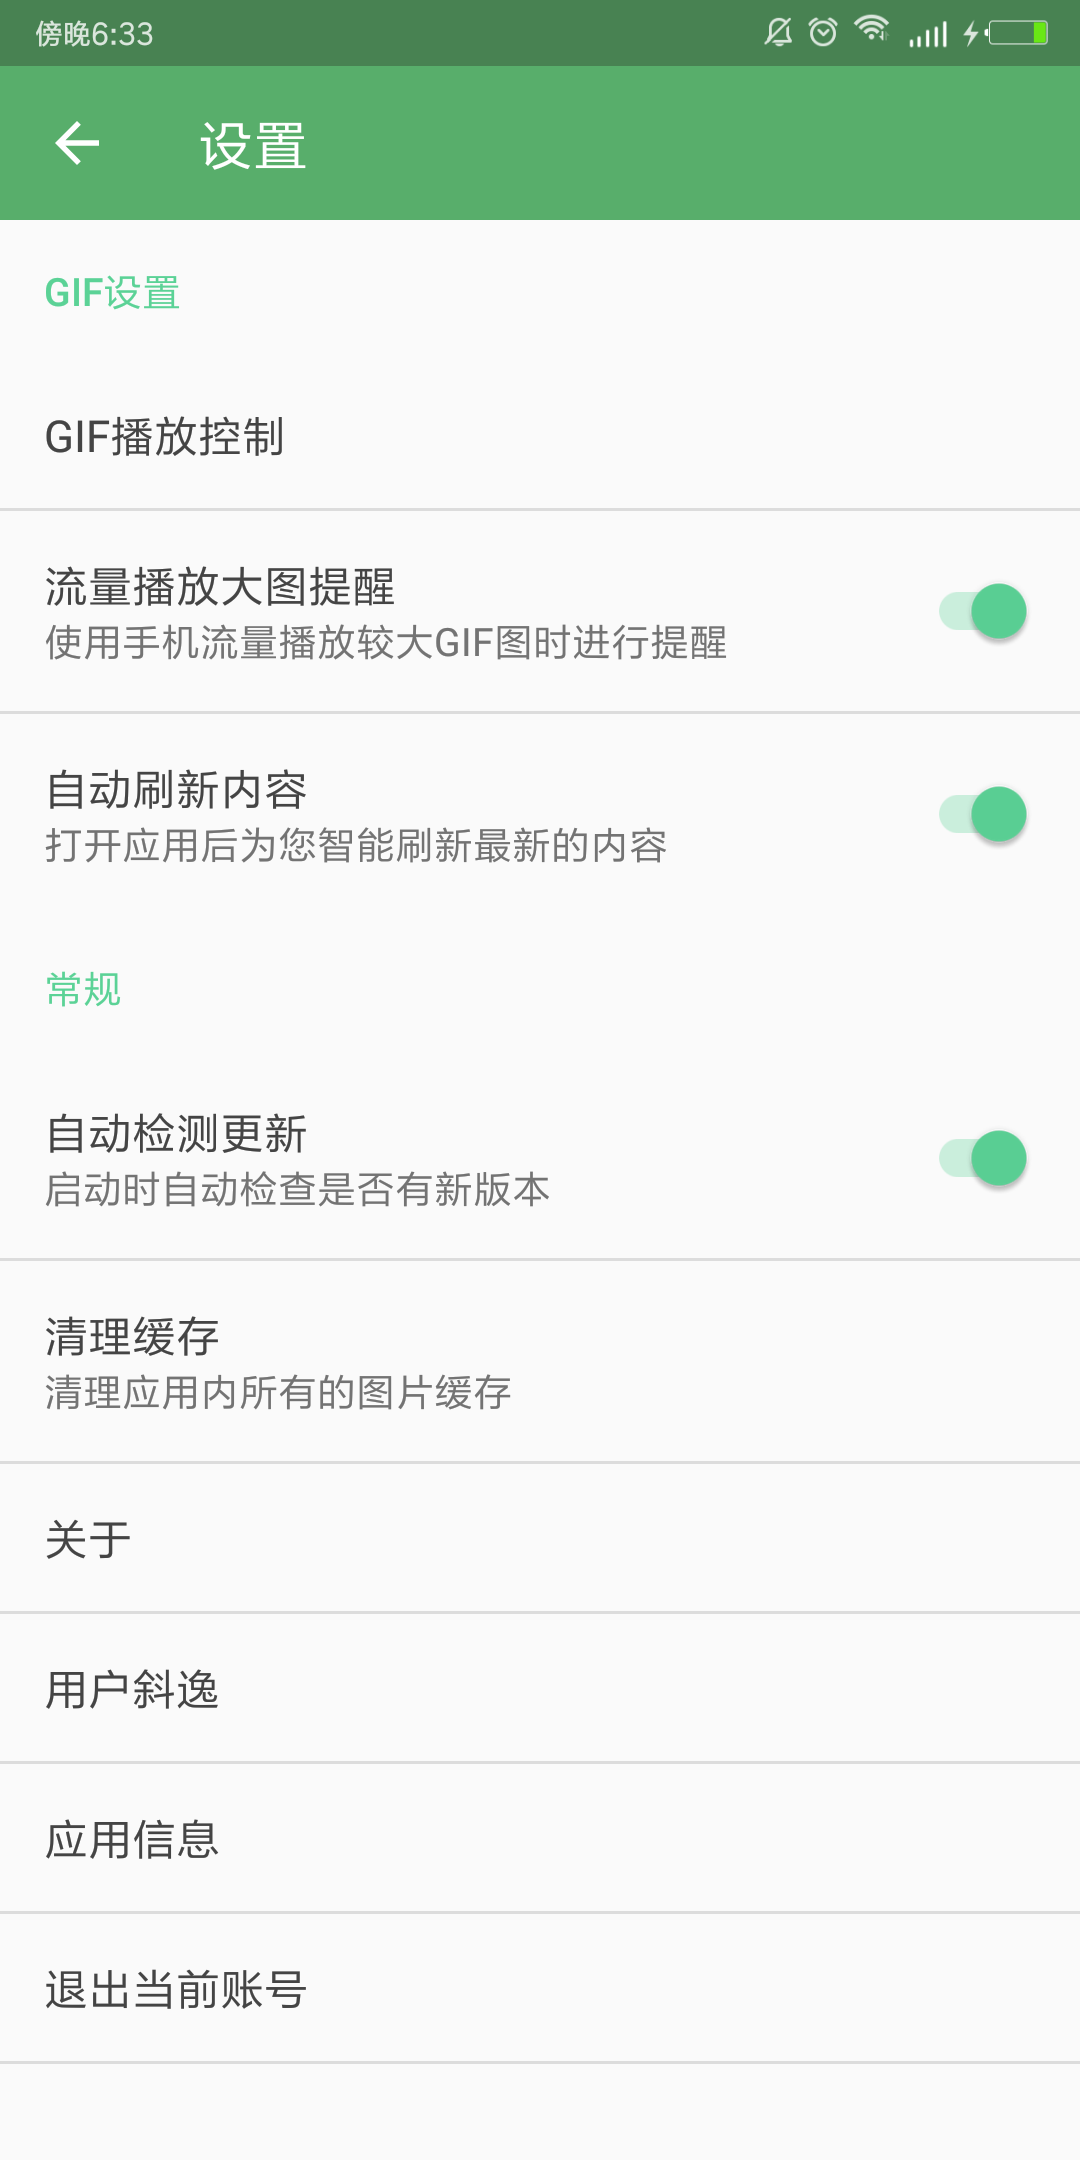 傍晚6:33
设置
GIF设置
GIF播放控制
流量播放大图提醒
使用手机流量播放较大GIF图时进行提醒
自动刷新内容
打开应用后为您智能刷新最新的内容
常规
自动检测更新
启动时自动检查是否有新版本
清理缓存
清理应用内所有的图片缓存
关于
用户斜逸
应用信息
退出当前账号